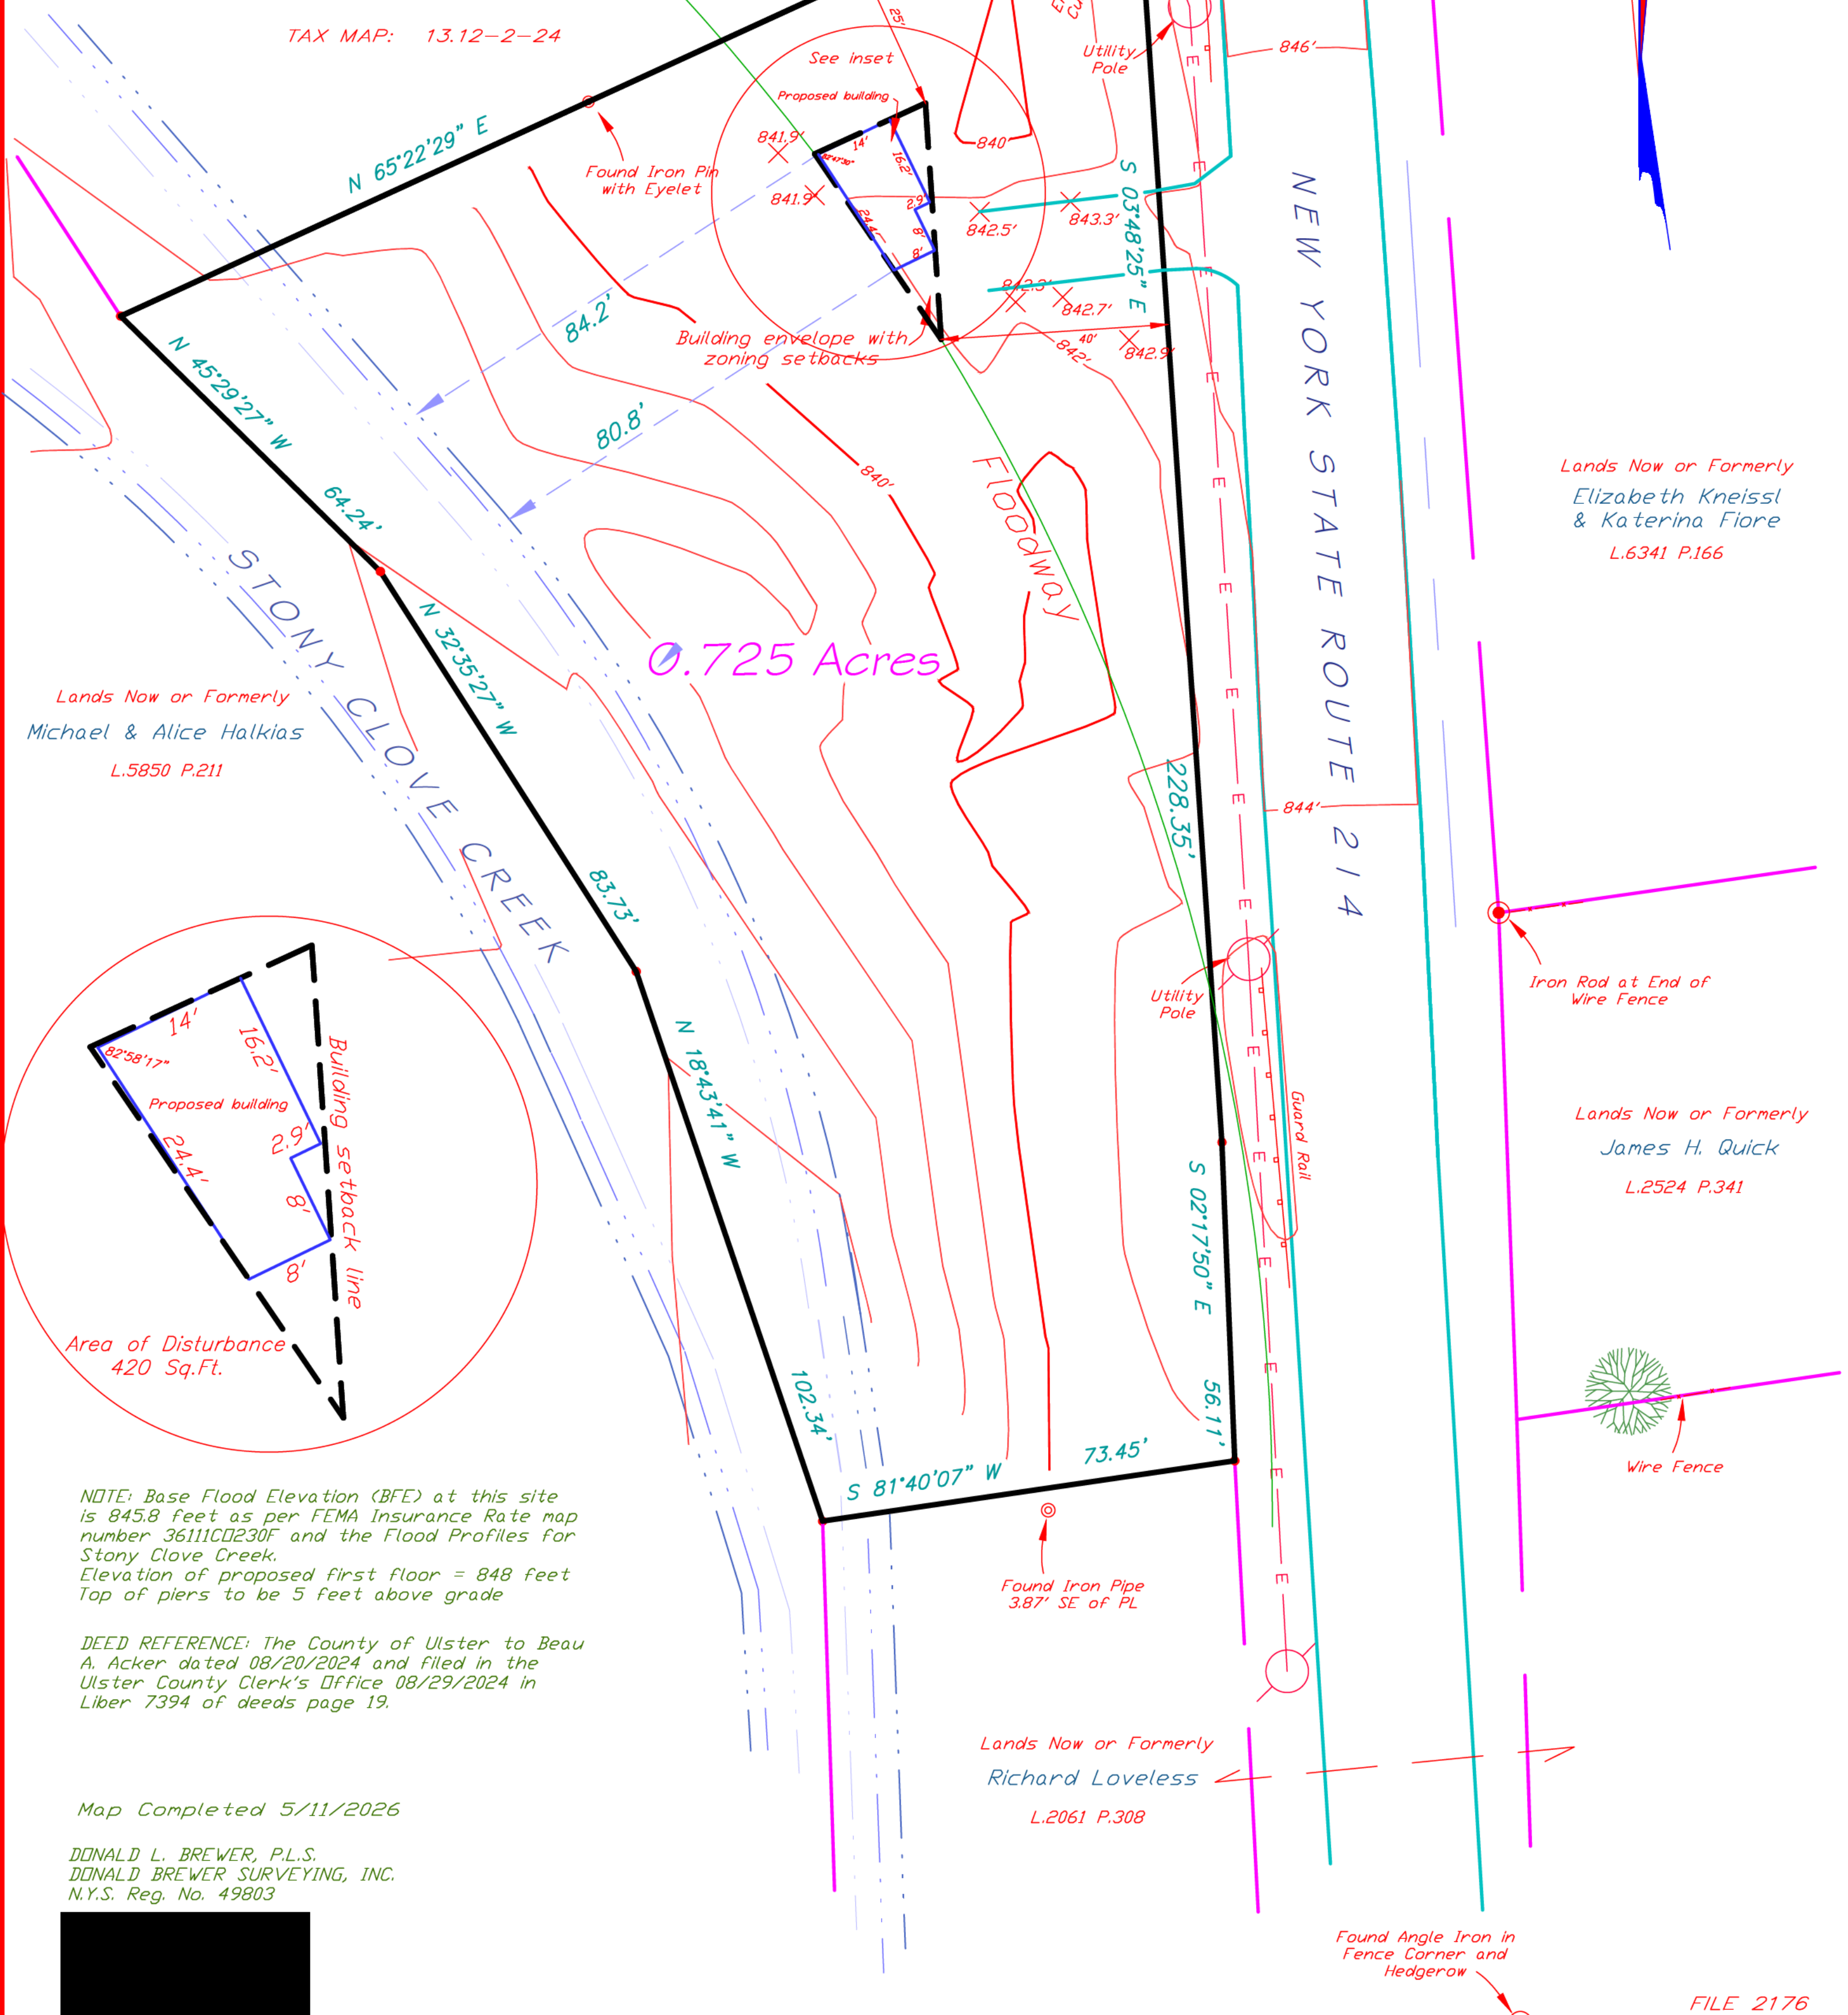 TAX MAP: 13.12-2-24
25'
See inset
Utility
Pole
846'
Proposed building
N 65°22'29" E
Found Iron Pin
with Eyelet
841.9'
841.9'
14'
16.2'
2.9'
8'
8'
24.4'
840'
842.5'
843.3'
842.3'
842.7'
842.9'
842'
40'
S 03°48'25" E
228.35'
Building envelope with
zoning setbacks
84.2'
80.8'
N 45°29'27" W
64.24'
840'
Floodway
NEW YORK STATE ROUTE 214
Lands Now or Formerly
Elizabeth Kneissl
& Katerina Fiore
L.6341 P.166
STONY CLOVE CREEK
N 32°35'27" W
83.73'
0.725 Acres
Lands Now or Formerly
Michael & Alice Halkias
L.5850 P.211
844'
E E E E E E E E E E E E E E
Utility
Pole
Iron Rod at End of
Wire Fence
Guard Rail
Lands Now or Formerly
James H. Quick
L.2524 P.341
14'
82°58'17"
16.2'
Proposed building
2.9'
24.4'
8'
8'
Building setback line
Area of Disturbance
420 Sq.Ft.
N 18°43'41" W
102.34'
S 02°17'50" E
56.11'
S 81°40'07" W
73.45'
Wire Fence
Found Iron Pipe
3.87' SE of PL
NOTE: Base Flood Elevation (BFE) at this site
is 845.8 feet as per FEMA Insurance Rate map
number 36111C0230F and the Flood Profiles for
Stony Clove Creek.
Elevation of proposed first floor = 848 feet
Top of piers to be 5 feet above grade
DEED REFERENCE: The County of Ulster to Beau
A. Acker dated 08/20/2024 and filed in the
Ulster County Clerk's Office 08/29/2024 in
Liber 7394 of deeds page 19.
Lands Now or Formerly
Richard Loveless
L.2061 P.308
Map Completed 5/11/2026
DONALD L. BREWER, P.L.S.
DONALD BREWER SURVEYING, INC.
N.Y.S. Reg. No. 49803
Found Angle Iron in
Fence Corner and
Hedgerow
FILE 2176